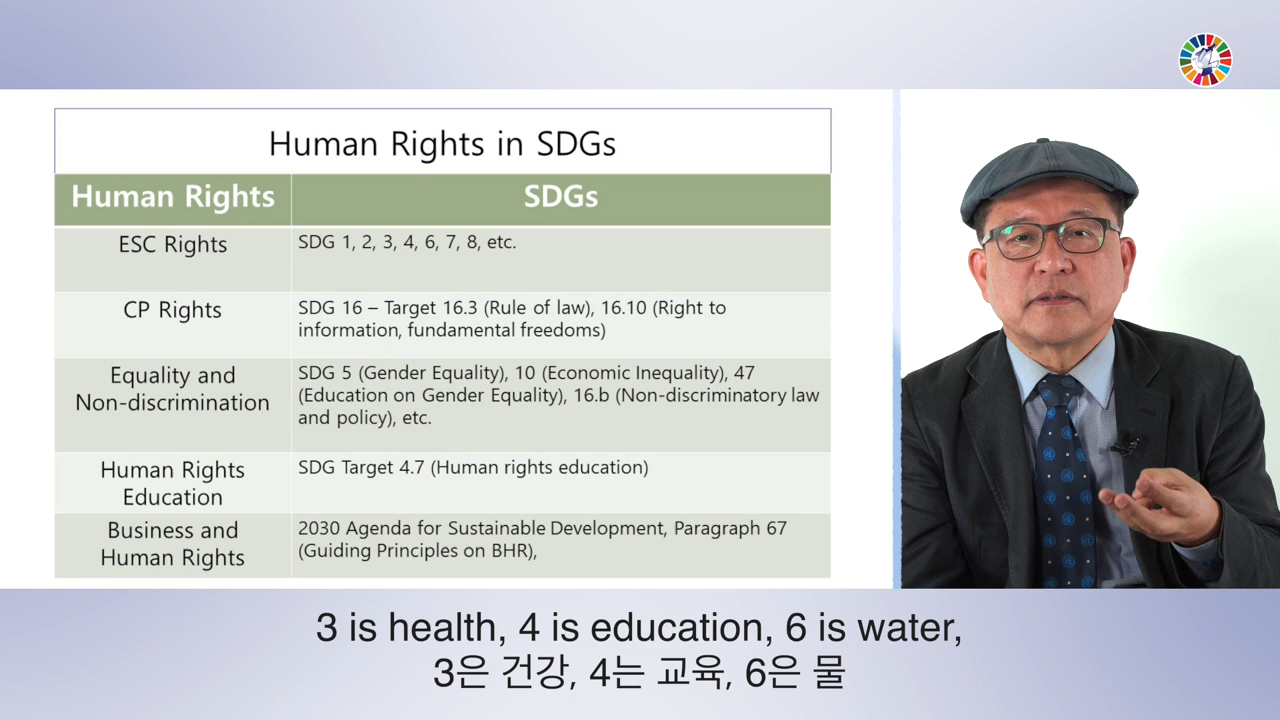 Human Rights in SDGs
Human Rights
SDGs
ESC Rights
SDG 1, 2, 3, 4, 6, 7, 8, etc.
CP Rights
SDG 16 – Target 16.3 (Rule of law), 16.10 (Right to
information, fundamental freedoms)
Equality and
Non-discrimination
SDG 5 (Gender Equality), 10 (Economic Inequality), 47
(Education on Gender Equality), 16.b (Non-discriminatory law
and policy), etc.
Human Rights
Education
SDG Target 4.7 (Human rights education)
Business and
Human Rights
2030 Agenda for Sustainable Development, Paragraph 67
(Guiding Principles on BHR),
3 is health, 4 is education, 6 is water,
3은 건강, 4는 교육, 6은 물